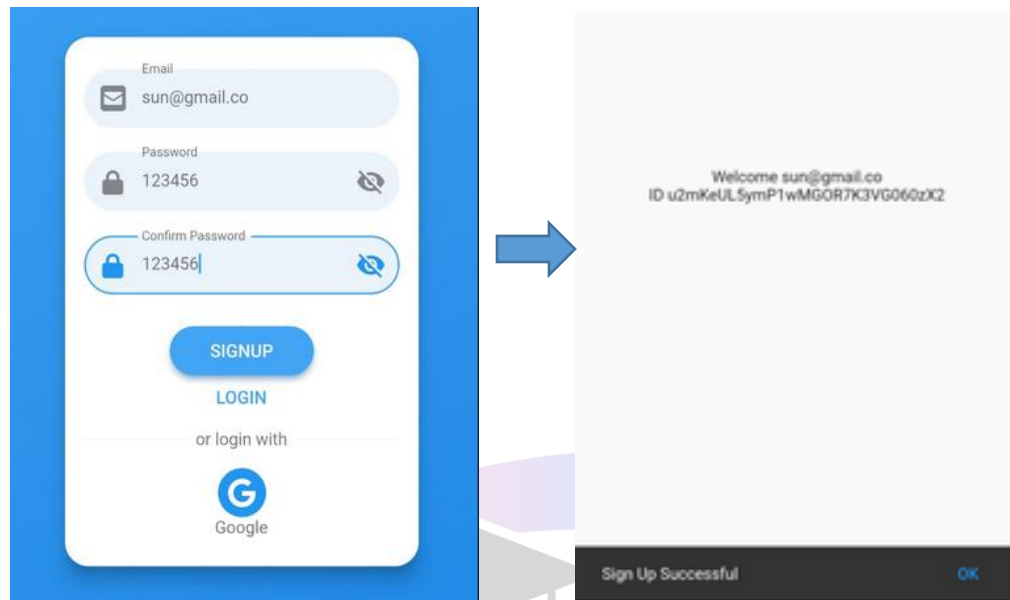 Email
sun@gmail.co
Password
123456
Confirm Password
123456
SIGNUP
LOGIN
or login with
G
Google
Welcome sun@gmail.co
ID u2mKeUL5ymP1wMGOR7K3VG060zX2
Sign Up Successful OK